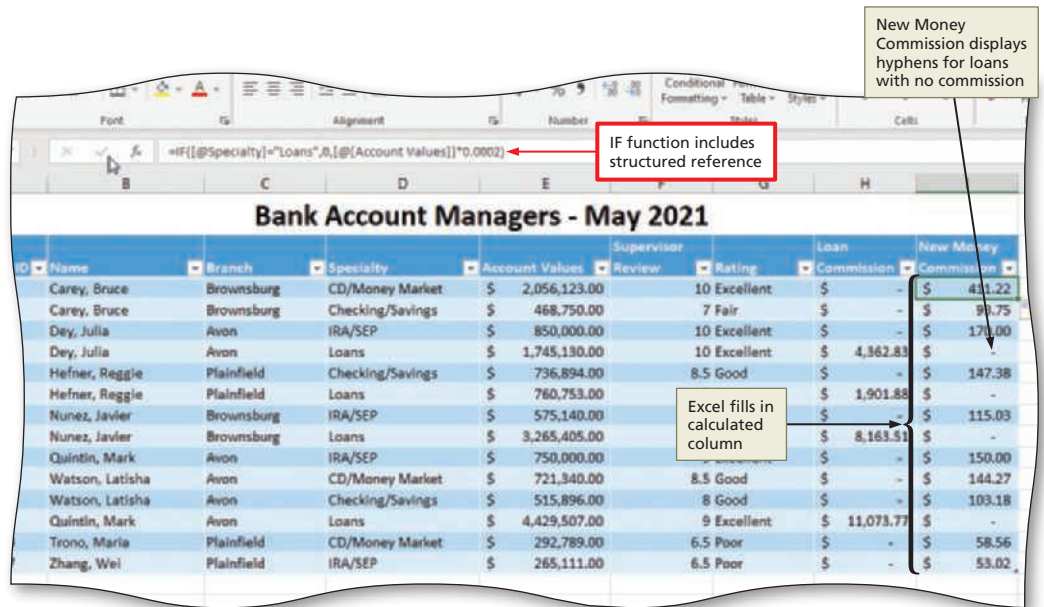 New Money
Commission displays
hyphens for loans
with no commission
Conditional
Formatting Table Styles
Font Alignment Number Styles Cells
fx =IF([@Specialty]="Loans",0,[@[Account Values]]*0.0002)
IF function includes
structured reference
B C D E F G H
Bank Account Managers - May 2021
Supervisor Loan New Money
ID Name Branch Specialty Account Values Review Rating Commission Commission
Carey, Bruce Brownsburg CD/Money Market $ 2,056,123.00 10 Excellent $ - $ 411.22
Carey, Bruce Brownsburg Checking/Savings $ 468,750.00 7 Fair $ - $ 93.75
Dey, Julia Avon IRA/SEP $ 850,000.00 10 Excellent $ - $ 170.00
Dey, Julia Avon Loans $ 1,745,130.00 10 Excellent $ 4,362.83 $ -
Hefner, Reggie Plainfield Checking/Savings $ 736,894.00 8.5 Good $ - $ 147.38
Hefner, Reggie Plainfield Loans $ 760,753.00 $ 1,901.88 $ -
Nunez, Javier Brownsburg IRA/SEP $ 575,140.00 $ - $ 115.03
Nunez, Javier Brownsburg Loans $ 3,265,405.00 $ 8,163.51 $ -
Quintin, Mark Avon IRA/SEP $ 750,000.00 $ - $ 150.00
Watson, Latisha Avon CD/Money Market $ 721,340.00 8.5 Good $ - $ 144.27
Watson, Latisha Avon Checking/Savings $ 515,896.00 8 Good $ - $ 103.18
Quintin, Mark Avon Loans $ 4,429,507.00 9 Excellent $ 11,073.77 $ -
Trono, Maria Plainfield CD/Money Market $ 292,789.00 6.5 Poor $ - $ 58.56
Zhang, Wei Plainfield IRA/SEP $ 265,111.00 6.5 Poor $ - $ 53.02
Excel fills in
calculated
column